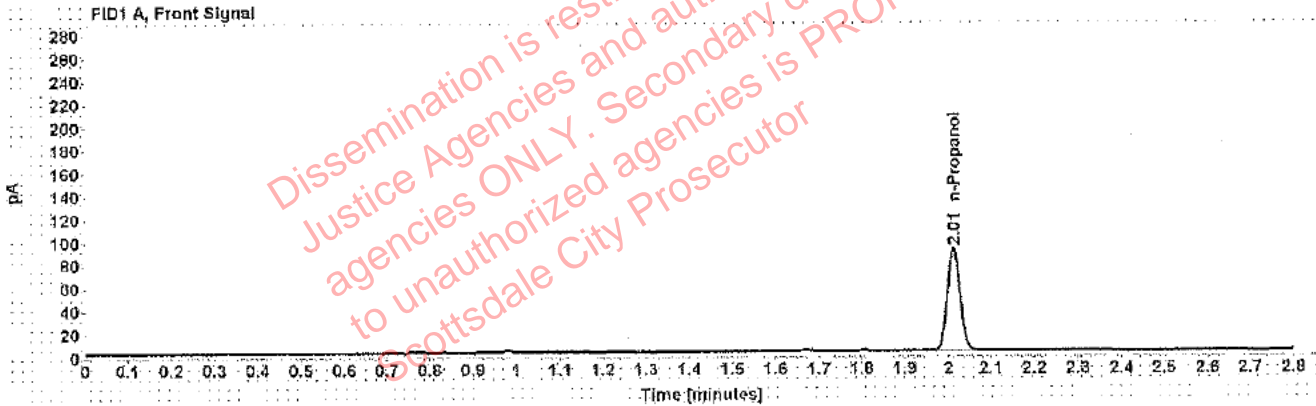 FID1 A, Front Signal
280
260
240
220
200
180
160
140
120
100
80
60
40
20
0
pA
2.01 n-Propanol
0 0.1 0.2 0.3 0.4 0.5 0.6 0.7 0.8 0.9 1 1.1 1.2 1.3 1.4 1.5 1.6 1.7 1.8 1.9 2 2.1 2.2 2.3 2.4 2.5 2.6 2.7 2.8
Time [minutes]
Dissemination is
Justice Agencies and
agencies ONLY. Secondary
to unauthorized agencies is
Scottsdale City Prosecutor